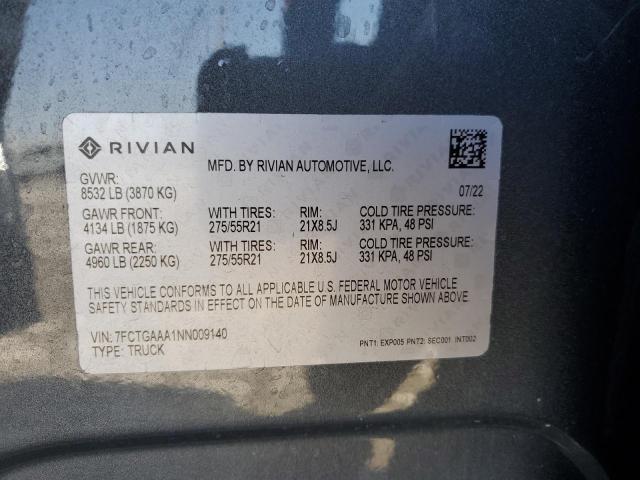 RIVIAN
MFD. BY RIVIAN AUTOMOTIVE, LLC.
GVWR:
8532 LB (3870 KG) 07/22
GAWR FRONT: WITH TIRES: RIM: COLD TIRE PRESSURE:
4134 LB (1875 KG) 275/55R21 21X8.5J 331 KPA, 48 PSI
GAWR REAR: WITH TIRES: RIM: COLD TIRE PRESSURE:
4960 LB (2250 KG) 275/55R21 21X8.5J 331 KPA, 48 PSI
THIS VEHICLE CONFORMS TO ALL APPLICABLE U.S. FEDERAL MOTOR VEHICLE
SAFETY STANDARDS IN EFFECT ON THE DATE OF MANUFACTURE SHOWN ABOVE
VIN: 7FCTGAAA1NN009140
TYPE: TRUCK PNT1: EXP005 PNT2: SEC001 INT002